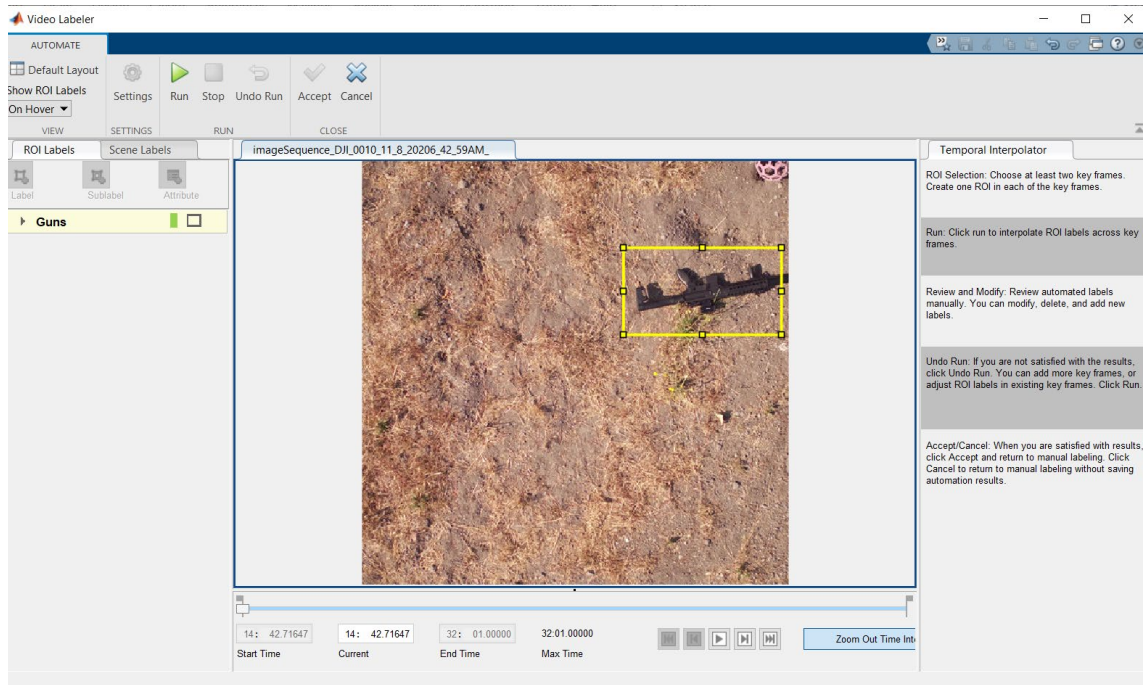 Video Labeler
AUTOMATE
Default Layout
Show ROI Labels
On Hover
Settings
Run
Stop
Undo Run
Accept
Cancel
VIEW
SETTINGS
RUN
CLOSE
ROI Labels
Scene Labels
imageSequence_DJI_0010_11_8_20206_42_59AM_
Temporal Interpolator
Label
Sublabel
Attribute
Guns
ROI Selection: Choose at least two key frames.
Create one ROI in each of the key frames.
Run: Click run to interpolate ROI labels across key
frames.
Review and Modify: Review automated labels
manually. You can modify, delete, and add new
labels.
Undo Run: If you are not satisfied with the results,
click Undo Run. You can add more key frames, or
adjust ROI labels in existing key frames. Click Run.
Accept/Cancel: When you are satisfied with results,
click Accept and return to manual labeling. Click
Cancel to return to manual labeling without saving
automation results.
14: 42.71647
14: 42.71647
32: 01.00000
32:01.00000
Start Time
Current
End Time
Max Time
Zoom Out Time Int